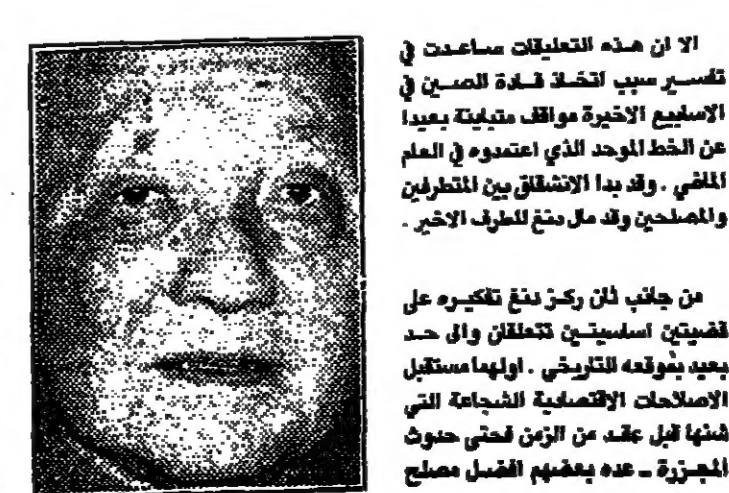 الا ان هذه التعليقات ساعدت في
تفسير سبب اتخاذ قادة الصين في
الاسابيع الاخيرة مواقف متباينة بعيدا
عن الخط الموحد الذي اعتمدوه في العام
الماضي . وقد بدا الانشقاق بين المتطرفين
والمصلحين وقد مال دنغ للطرف الاخير .
من جانب ثان ركز دنغ تفكيره على
قضيتين اساسيتين تتعلقان والى حد
بعيد بموقعه التاريخي . اولهما مستقبل
الاصلاحات الاقتصادية الشجاعة التي
شنها قبل عقد من الزمن فحتى حدوث
المجزرة ـ عده بعضهم افضل مصلح